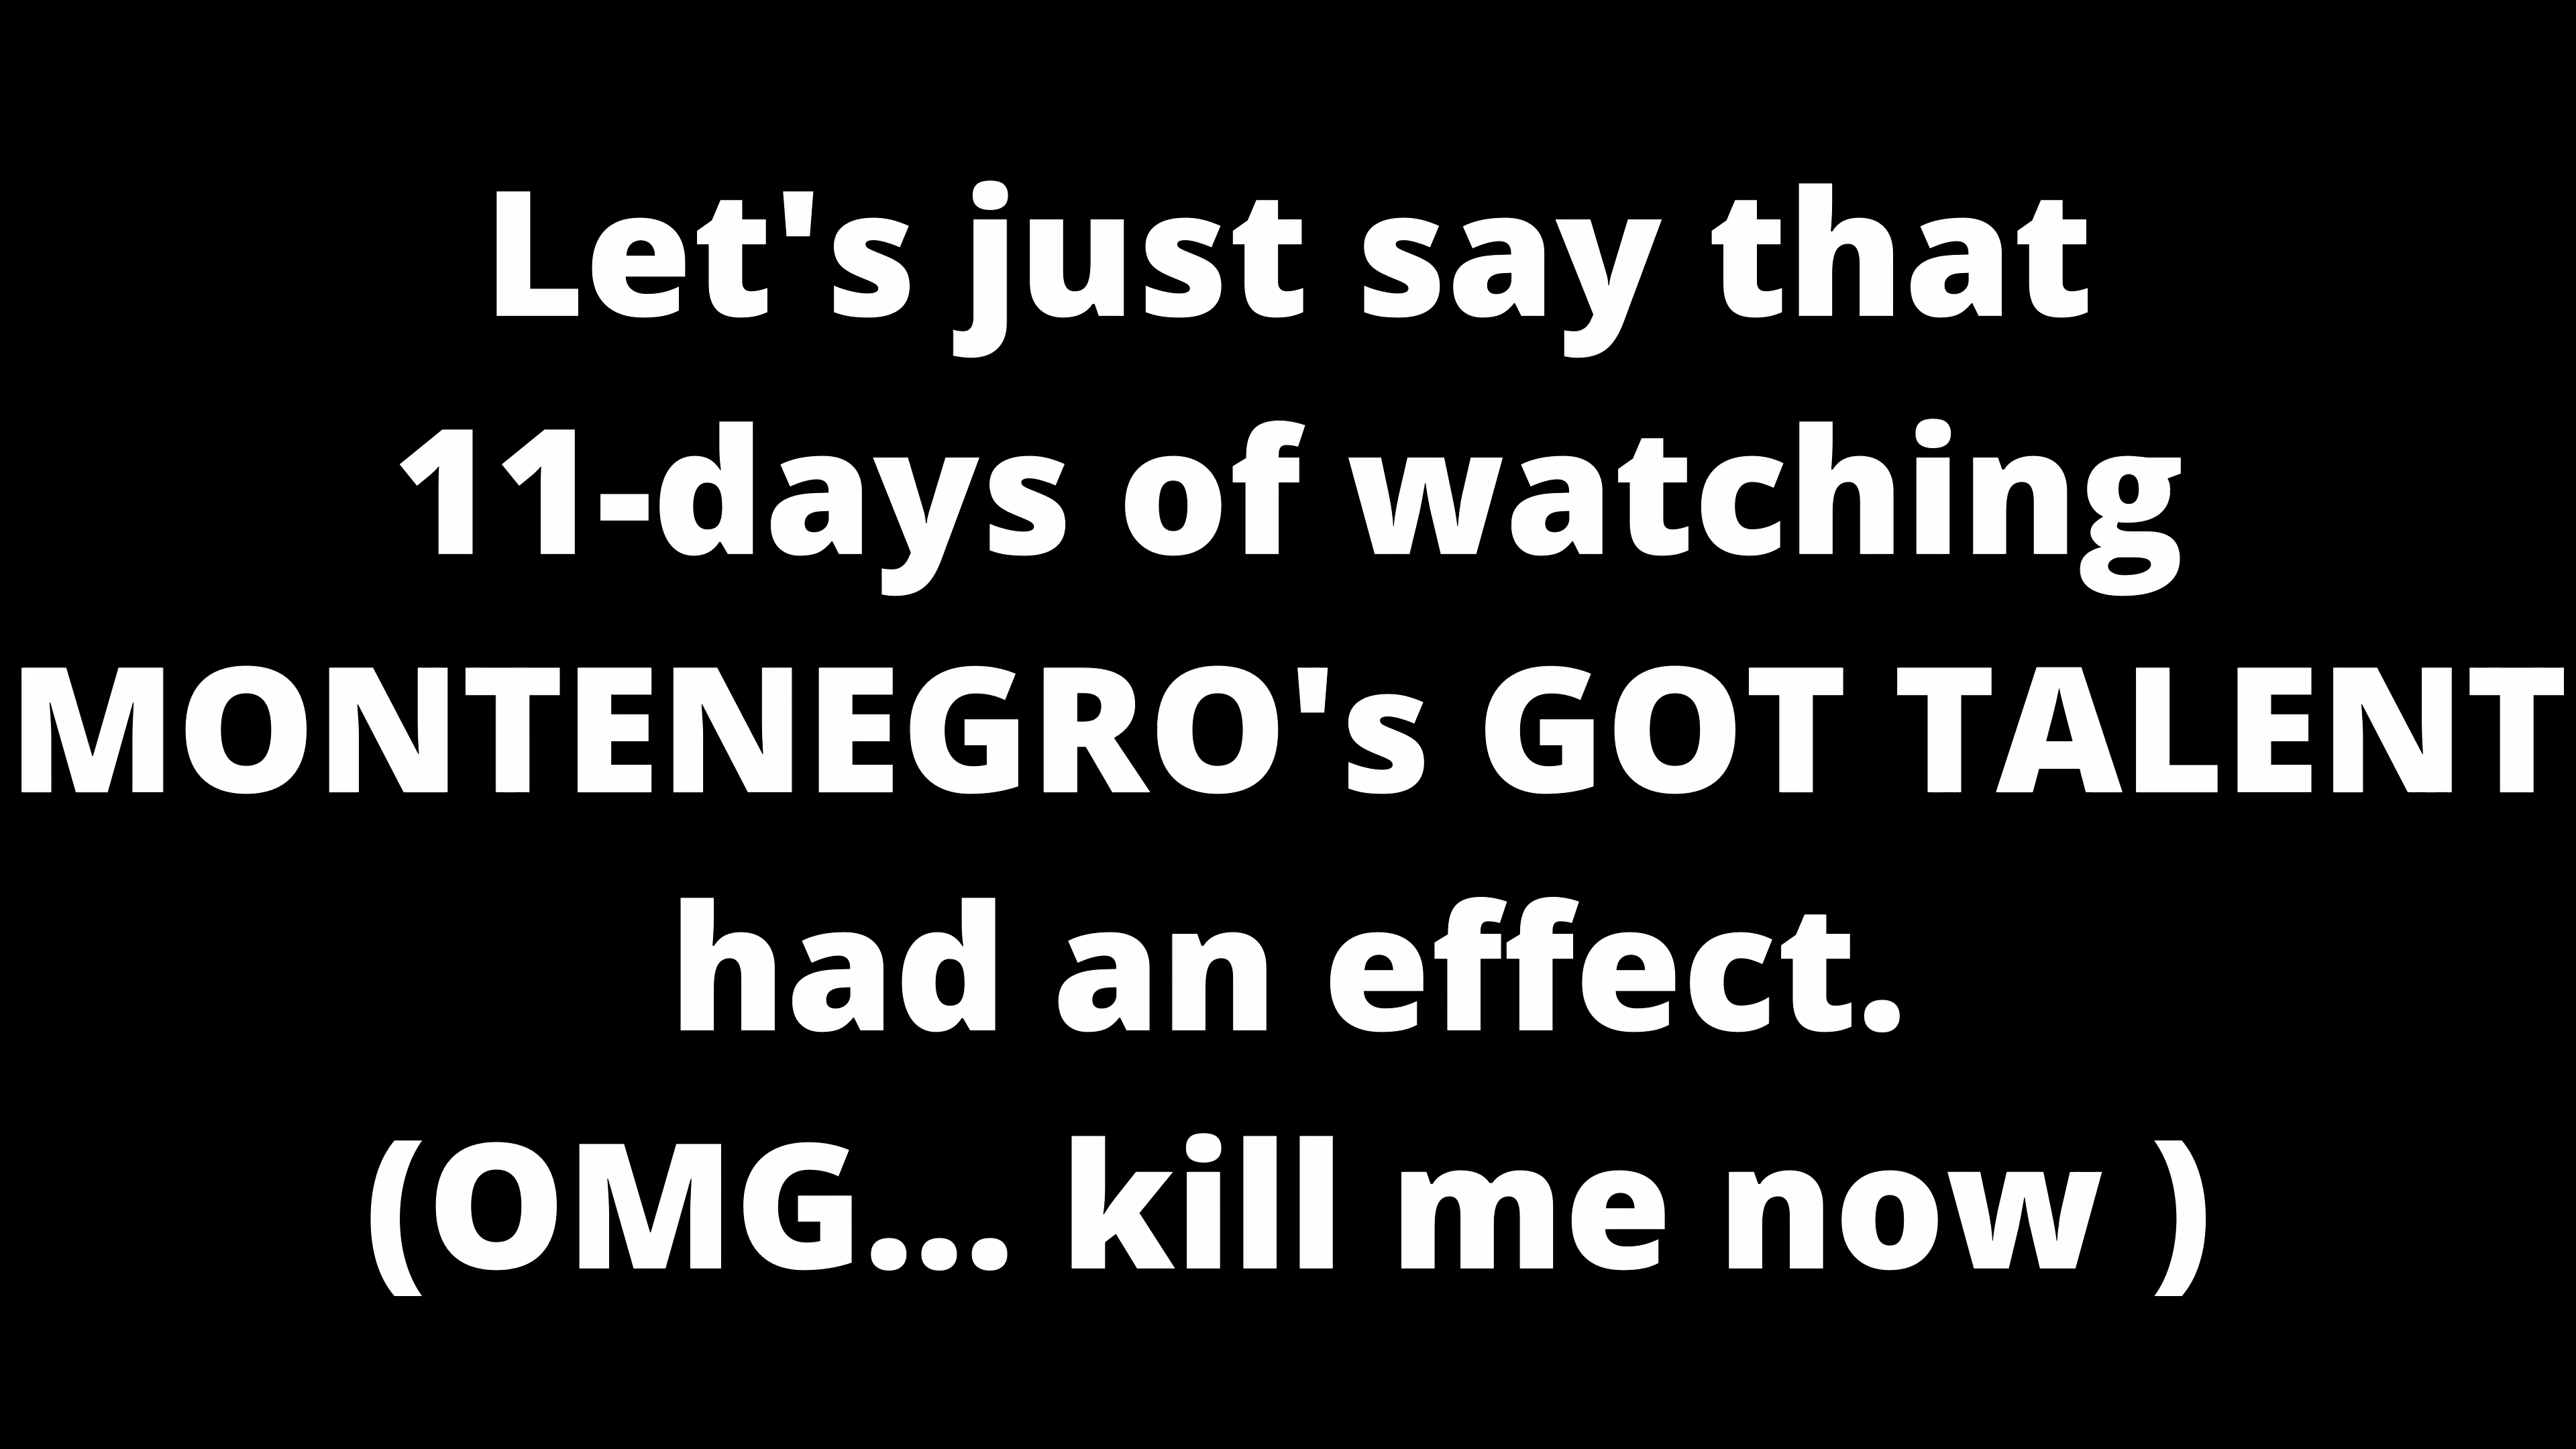 Let's just say that
11-days of watching
MONTENEGRO's GOT TALENT
had an effect.
(OMG... kill me now )